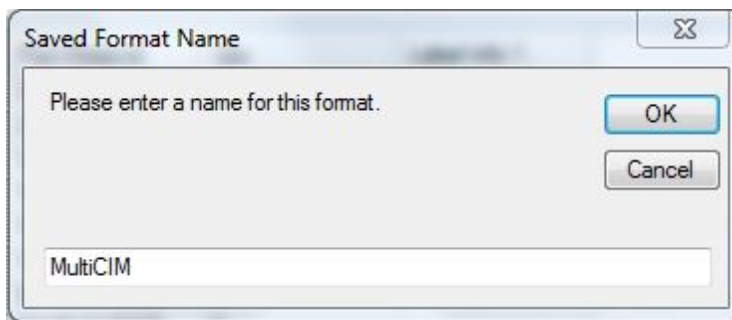 Saved Format Name
Please enter a name for this format.
OK
Cancel
MultiCIM